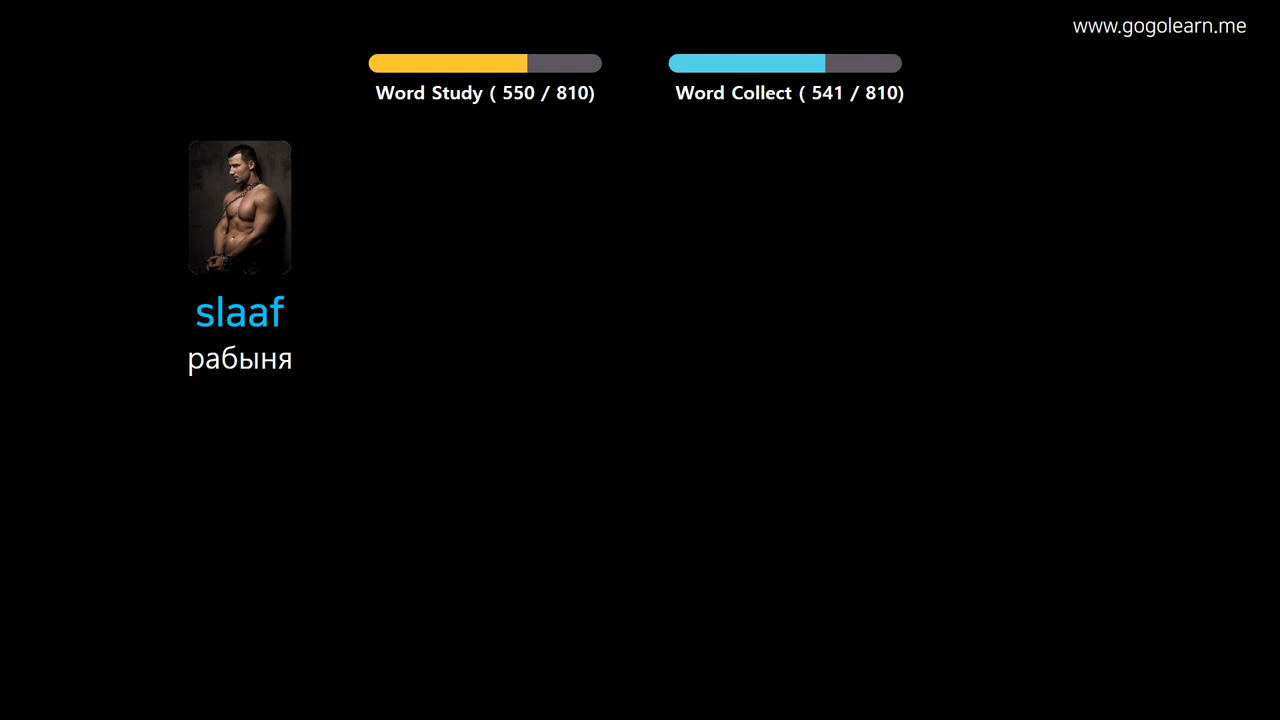 www.gogolearn.me
Word Study ( 550 / 810)
Word Collect ( 541 / 810)
slaaf
рабыня